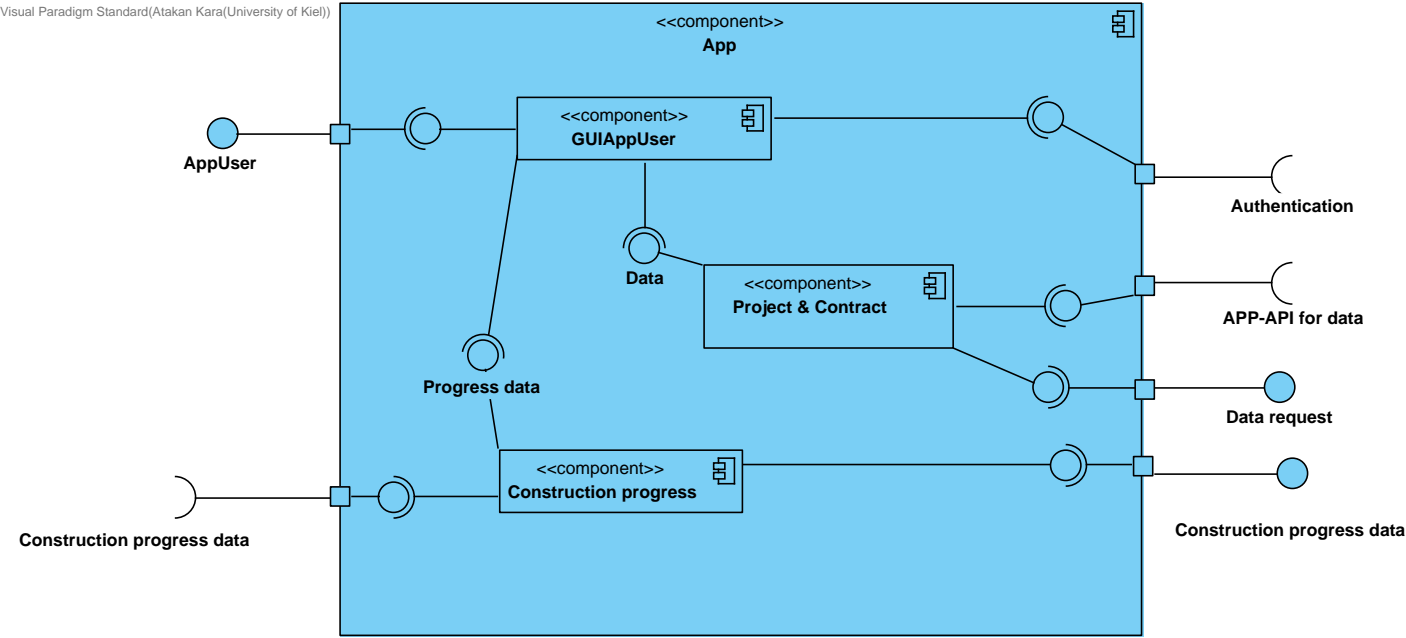 Visual Paradigm Standard(Atakan Kara(University of Kiel))
<<component>>
App
<<component>>
GUIAppUser
AppUser
Authentication
Data
<<component>>
Project & Contract
APP-API for data
Progress data
Data request
<<component>>
Construction progress
Construction progress data
Construction progress data